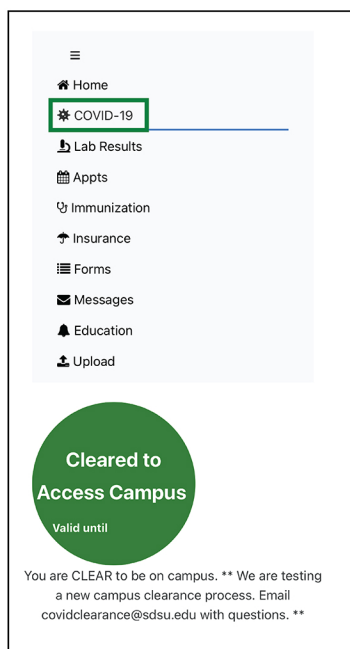 Home
COVID-19
Lab Results
Appts
Immunization
Insurance
Forms
Messages
Education
Upload
Cleared to
Access Campus
Valid until
You are CLEAR to be on campus. ** We are testing
a new campus clearance process. Email
covidclearance@sdsu.edu with questions. **